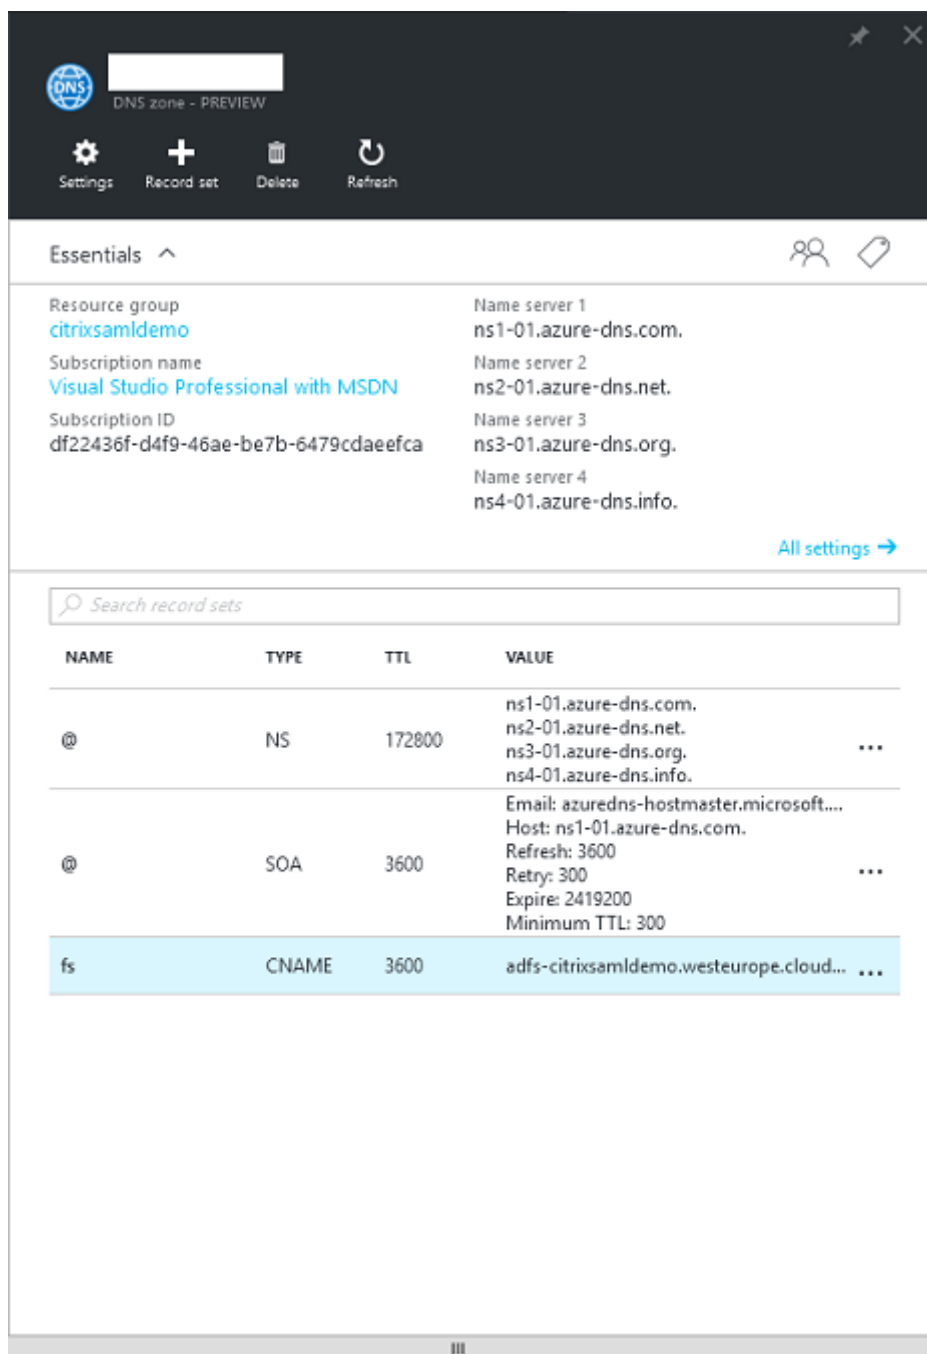 DNS
DNS zone - PREVIEW
Settings Record set Delete Refresh
Essentials
Resource group
citrixsamldemo
Subscription name
Visual Studio Professional with MSDN
Subscription ID
df22436f-d4f9-46ae-be7b-6479cdaeefca
Name server 1
ns1-01.azure-dns.com.
Name server 2
ns2-01.azure-dns.net.
Name server 3
ns3-01.azure-dns.org.
Name server 4
ns4-01.azure-dns.info.
All settings →
Search record sets
NAME TYPE TTL VALUE
@ NS 172800 ns1-01.azure-dns.com.
ns2-01.azure-dns.net.
ns3-01.azure-dns.org.
ns4-01.azure-dns.info.
...
@ SOA 3600 Email: azuredns-hostmaster.microsoft....
Host: ns1-01.azure-dns.com.
Refresh: 3600
Retry: 300
Expire: 2419200
Minimum TTL: 300
...
fs CNAME 3600 adfs-citrixsamldemo.westeurope.cloud... ...